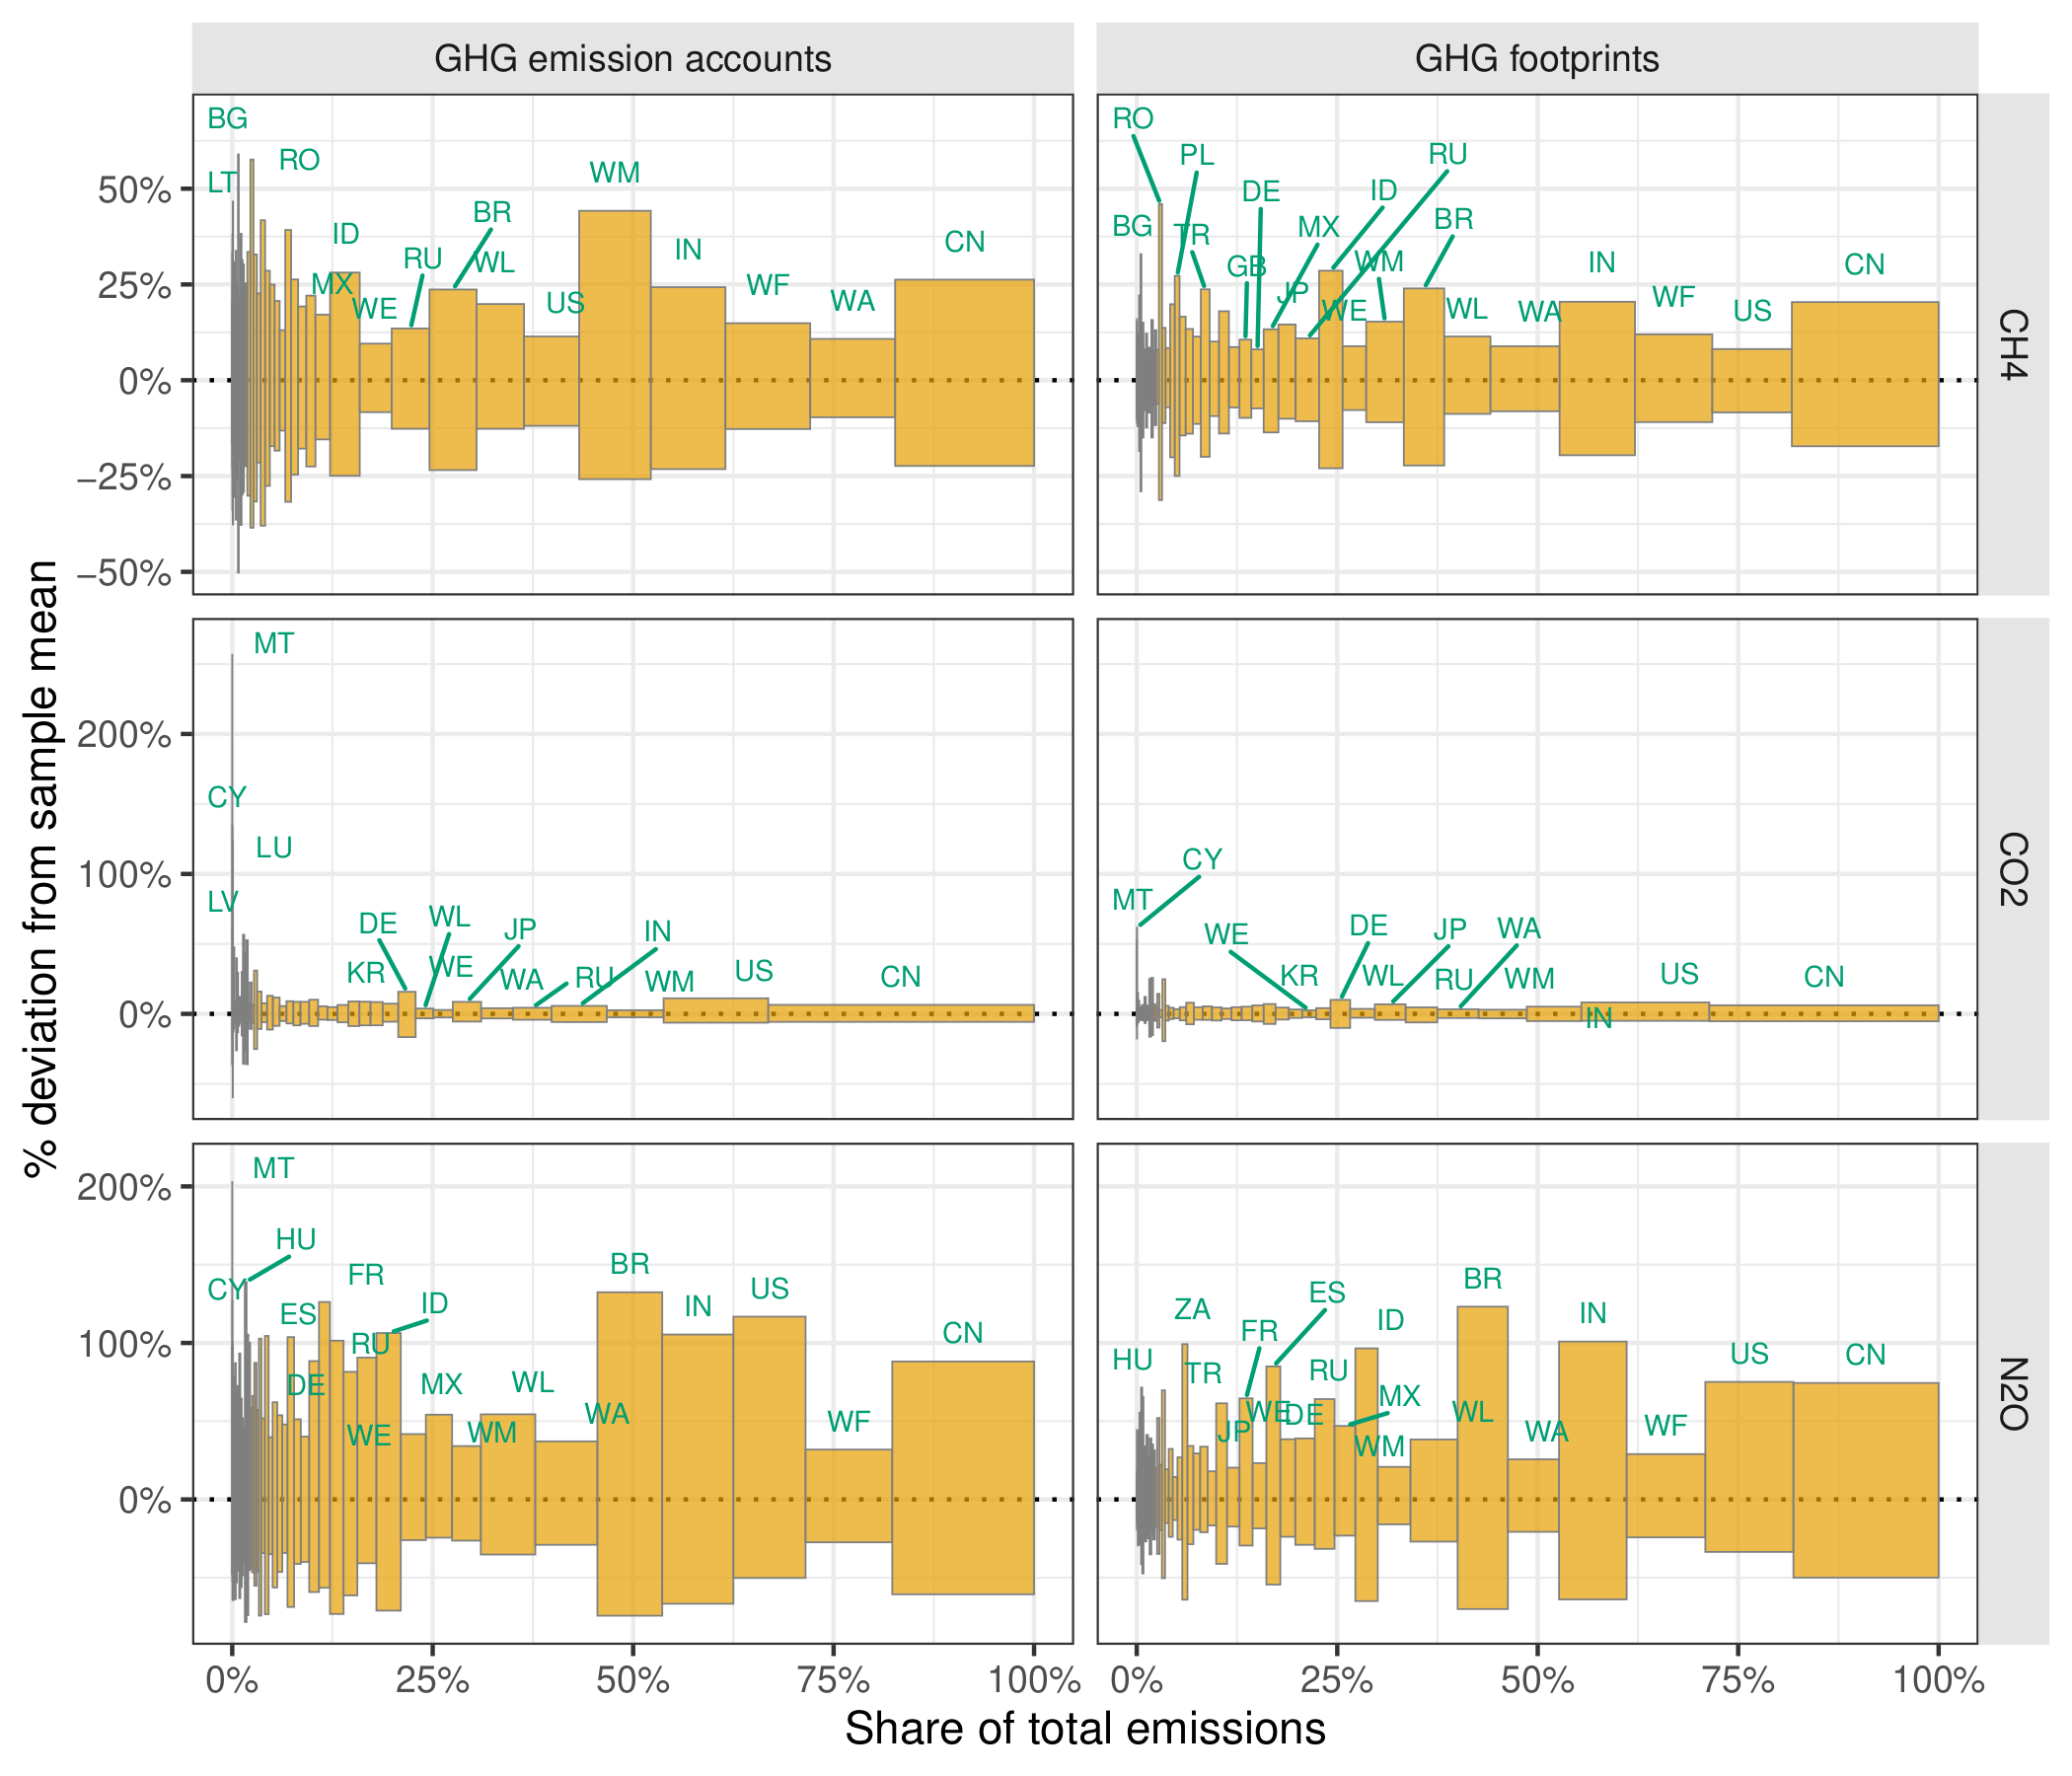 GHG emission accounts
GHG footprints
BG
RO
LT
WM
ID
BR
RU
WL
IN
CN
MX
WE
US
WF
WA
50%
25%
0%
−25%
−50%
RO
PL
RU
DE
ID
BG
TR
MX
BR
GB
WM
IN
CN
JP
WE
WL
WA
WF
US
CH4
MT
CY
LU
LV
DE
WL
JP
IN
KR
WE
WA
RU
WM
US
CN
200%
100%
0%
CY
MT
WE
DE
JP
WA
KR
WL
RU
WM
US
CN
IN
CO2
MT
HU
CY
FR
BR
ES
ID
IN
US
RU
CN
DE
MX
WL
WE
WM
WA
WF
200%
100%
0%
ZA
ES
BR
FR
ID
IN
HU
TR
RU
US
CN
MX
WE
DE
WL
JP
WM
WA
WF
N2O
0%
25%
50%
75%
100%
0%
25%
50%
75%
100%
Share of total emissions
% deviation from sample mean